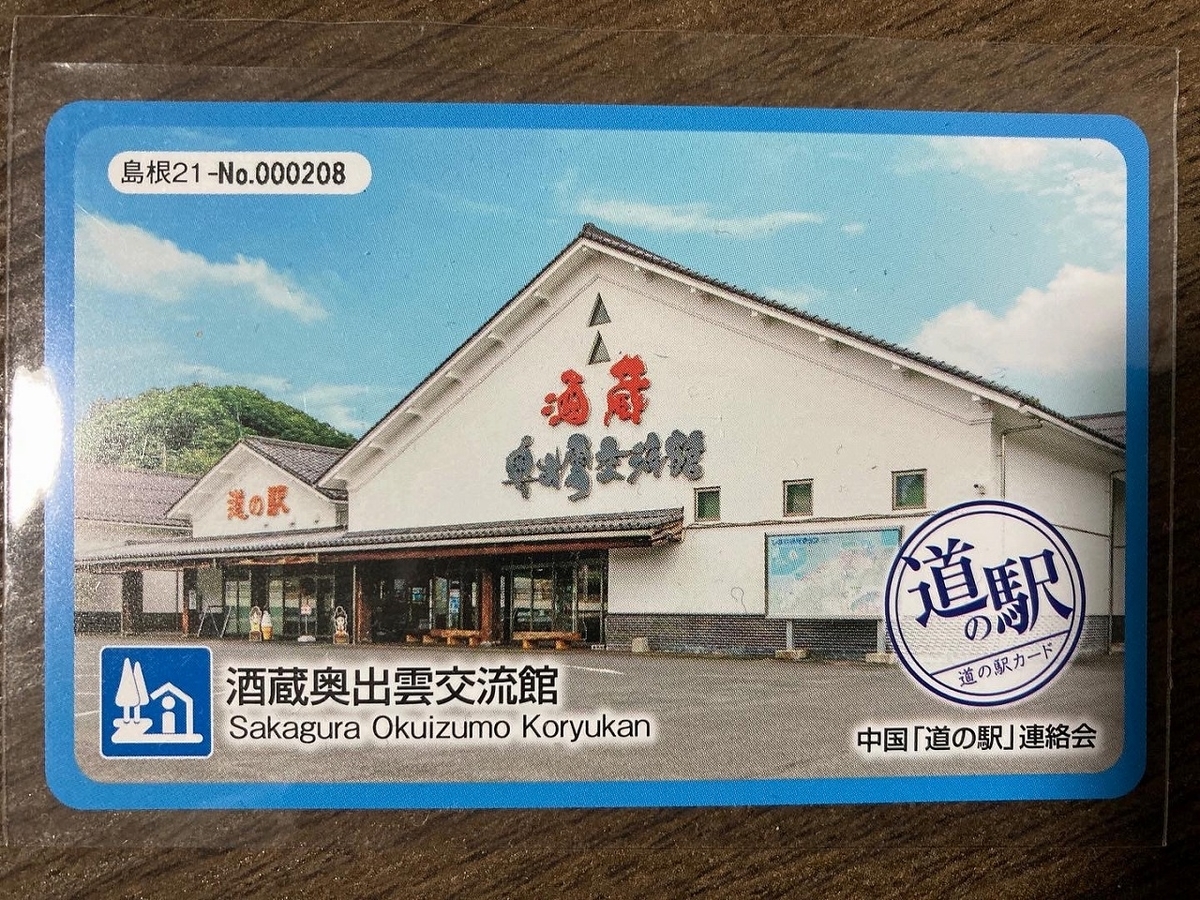 島根21-No.000208
酒蔵
奥出雲交流館
道の駅
道の駅
道の駅カード
酒蔵奥出雲交流館
Sakagura Okuizumo Koryukan
中国「道の駅」連絡会